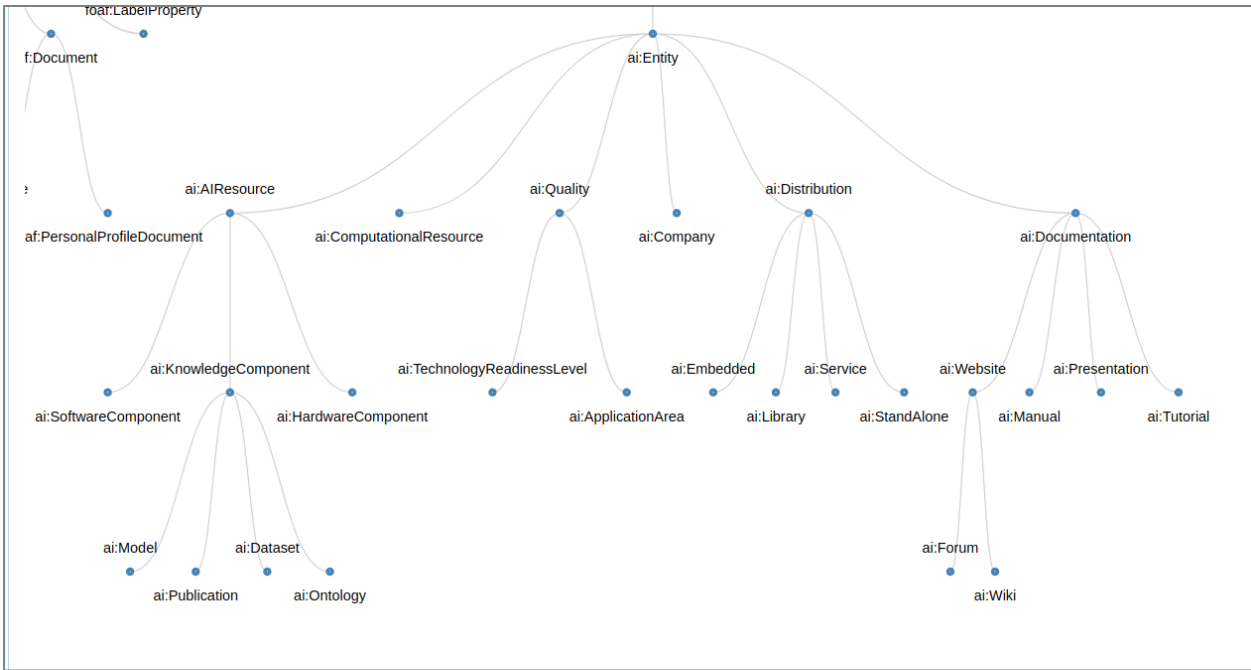 foaf:LabelProperty
f:Document
ai:Entity
e
ai:AIResource
ai:Quality
ai:Distribution
af:PersonalProfileDocument
ai:ComputationalResource
ai:Company
ai:Documentation
ai:KnowledgeComponent
ai:TechnologyReadinessLevel
ai:Embedded
ai:Service
ai:Website
ai:Presentation
ai:SoftwareComponent
ai:HardwareComponent
ai:ApplicationArea
ai:Library
ai:StandAlone
ai:Manual
ai:Tutorial
ai:Model
ai:Dataset
ai:Forum
ai:Publication
ai:Ontology
ai:Wiki